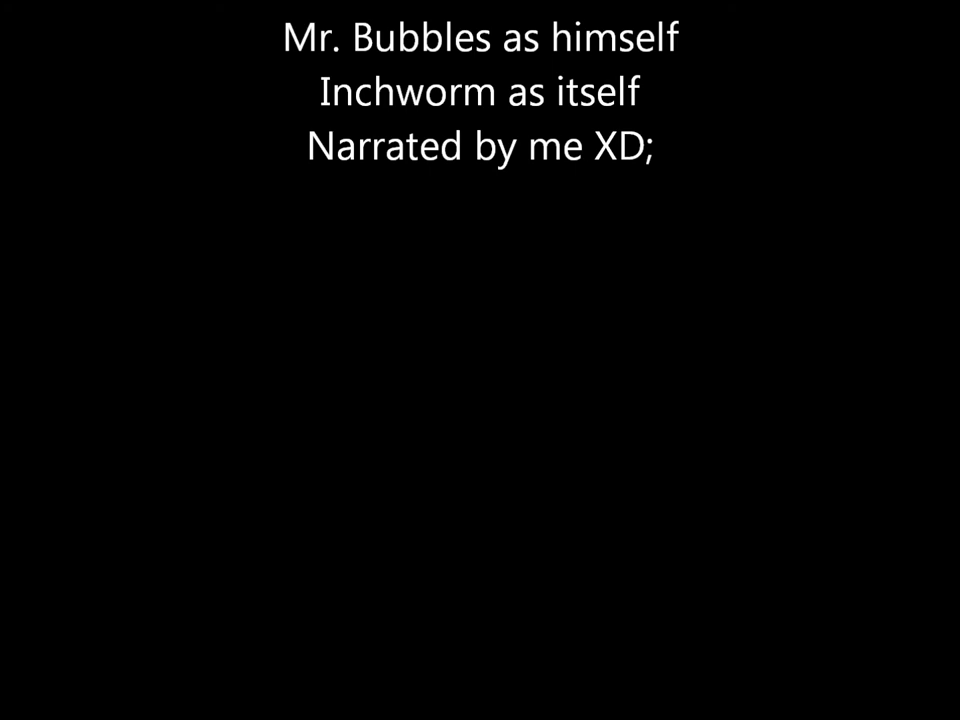 Mr. Bubbles as himself
Inchworm as itself
Narrated by me XD;